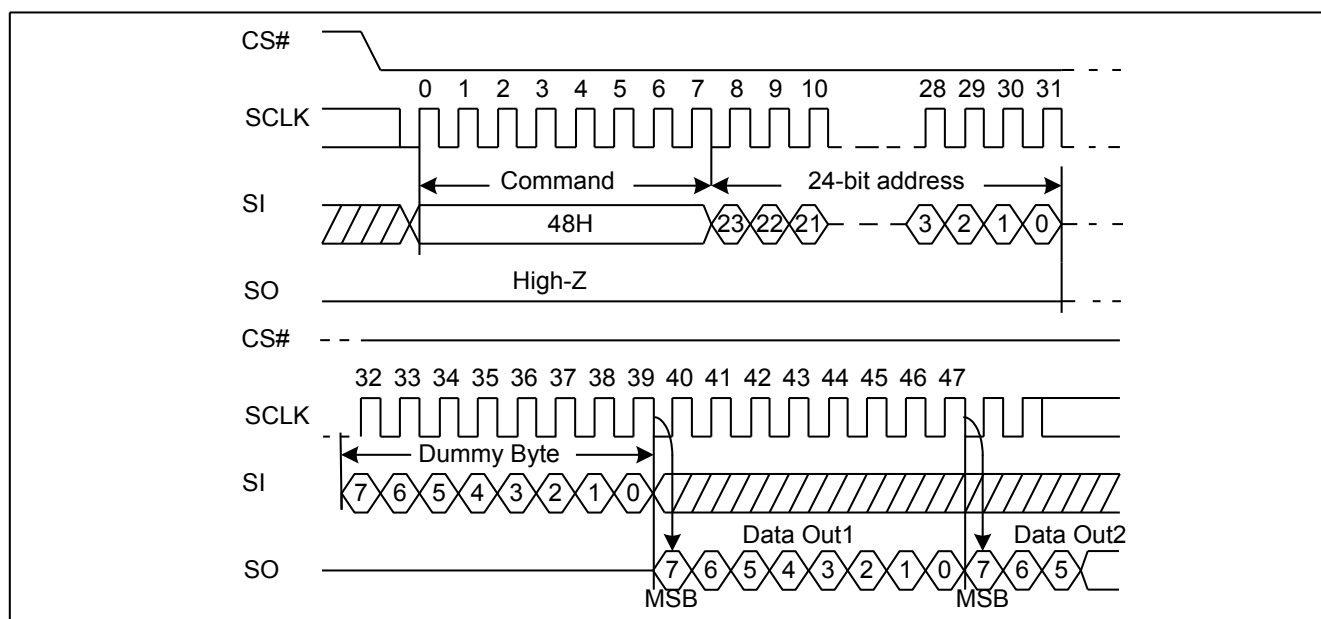 CS#
0 1 2 3 4 5 6 7 8 9 10 28 29 30 31
SCLK
Command 24-bit address
SI
48H 23 22 21 3 2 1 0
High-Z
SO
CS#
32 33 34 35 36 37 38 39 40 41 42 43 44 45 46 47
SCLK
Dummy Byte
SI
7 6 5 4 3 2 1 0
Data Out1 Data Out2
SO
7 6 5 4 3 2 1 0 7 6 5
MSB MSB